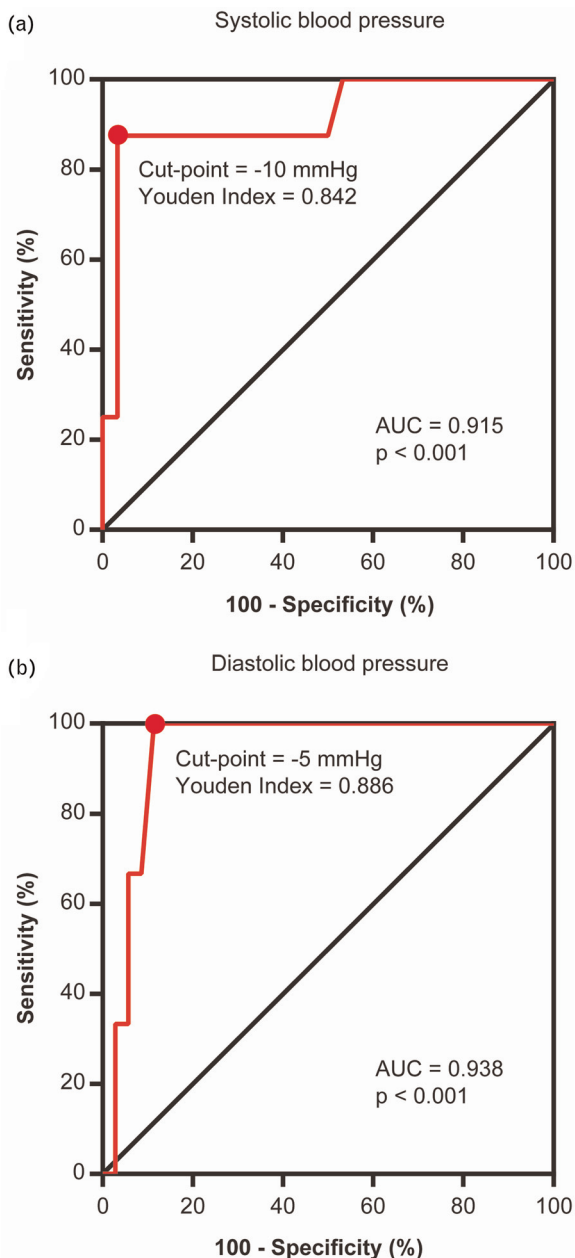 (a)
Systolic blood pressure
100
80
60
40
20
0
Sensitivity (%)
Cut-point = -10 mmHg
Youden Index = 0.842
AUC = 0.915
p < 0.001
0 20 40 60 80 100
100 - Specificity (%)
(b)
Diastolic blood pressure
100
80
60
40
20
0
Sensitivity (%)
Cut-point = -5 mmHg
Youden Index = 0.886
AUC = 0.938
p < 0.001
0 20 40 60 80 100
100 - Specificity (%)